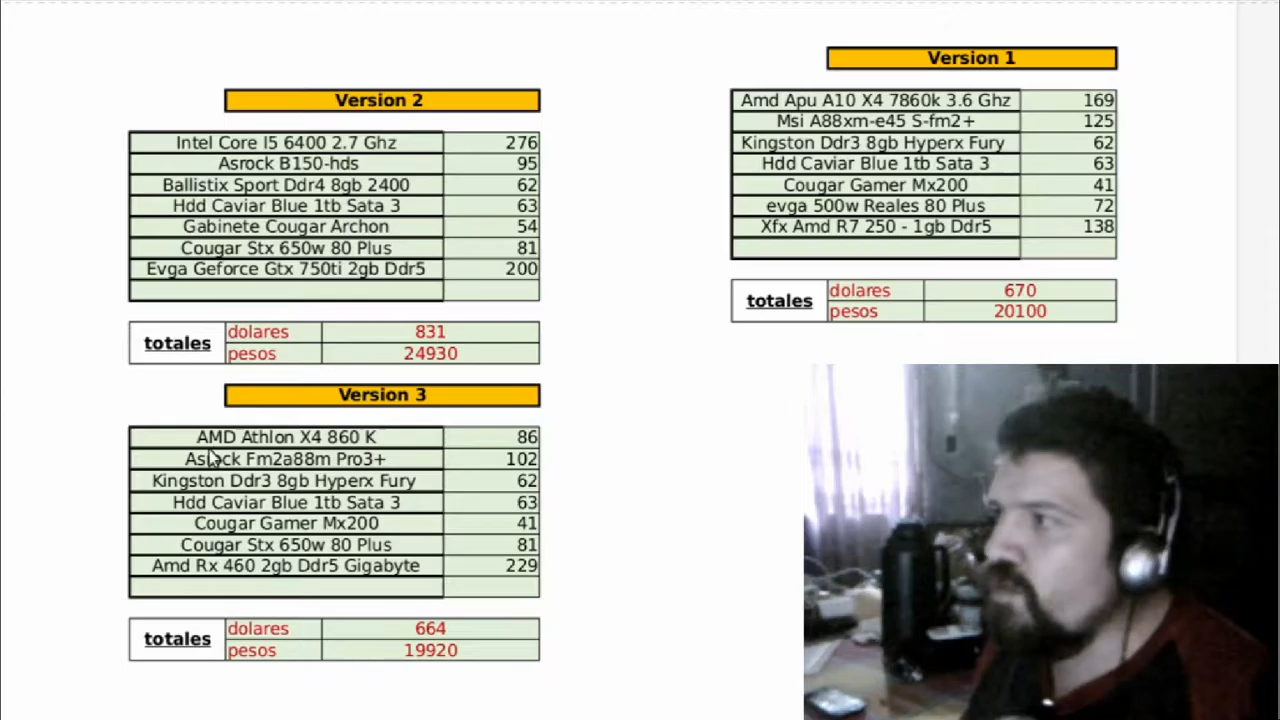 Version 1
Amd Apu A10 X4 7860k 3.6 Ghz 169
Msi A88xm-e45 S-fm2+ 125
Kingston Ddr3 8gb Hyperx Fury 62
Hdd Caviar Blue 1tb Sata 3 63
Cougar Gamer Mx200 41
evga 500w Reales 80 Plus 72
Xfx Amd R7 250 - 1gb Ddr5 138
totales
dolares 670
pesos 20100
Version 2
Intel Core I5 6400 2.7 Ghz 276
Asrock B150-hds 95
Ballistix Sport Ddr4 8gb 2400 62
Hdd Caviar Blue 1tb Sata 3 63
Gabinete Cougar Archon 54
Cougar Stx 650w 80 Plus 81
Evga Geforce Gtx 750ti 2gb Ddr5 200
totales
dolares 831
pesos 24930
Version 3
AMD Athlon X4 860 K 86
Asrock Fm2a88m Pro3+ 102
Kingston Ddr3 8gb Hyperx Fury 62
Hdd Caviar Blue 1tb Sata 3 63
Cougar Gamer Mx200 41
Cougar Stx 650w 80 Plus 81
Amd Rx 460 2gb Ddr5 Gigabyte 229
totales
dolares 664
pesos 19920